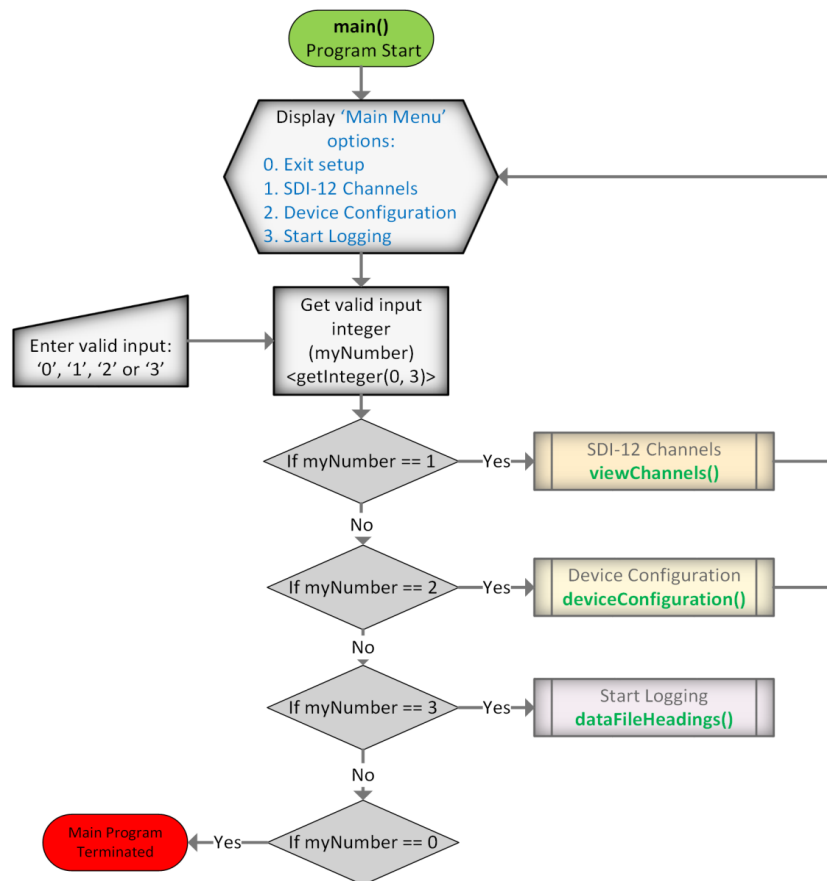 main()
Program Start
Display ‘Main Menu’
options:
0. Exit setup
1. SDI-12 Channels
2. Device Configuration
3. Start Logging
Get valid input
integer
(myNumber)
<getInteger(0, 3)>
Enter valid input:
‘0’, ‘1’, ‘2’ or ‘3’
If myNumber == 1
Yes
SDI-12 Channels
viewChannels()
No
If myNumber == 2
Yes
Device Configuration
deviceConfiguration()
No
If myNumber == 3
Yes
Start Logging
dataFileHeadings()
No
If myNumber == 0
Yes
Main Program
Terminated